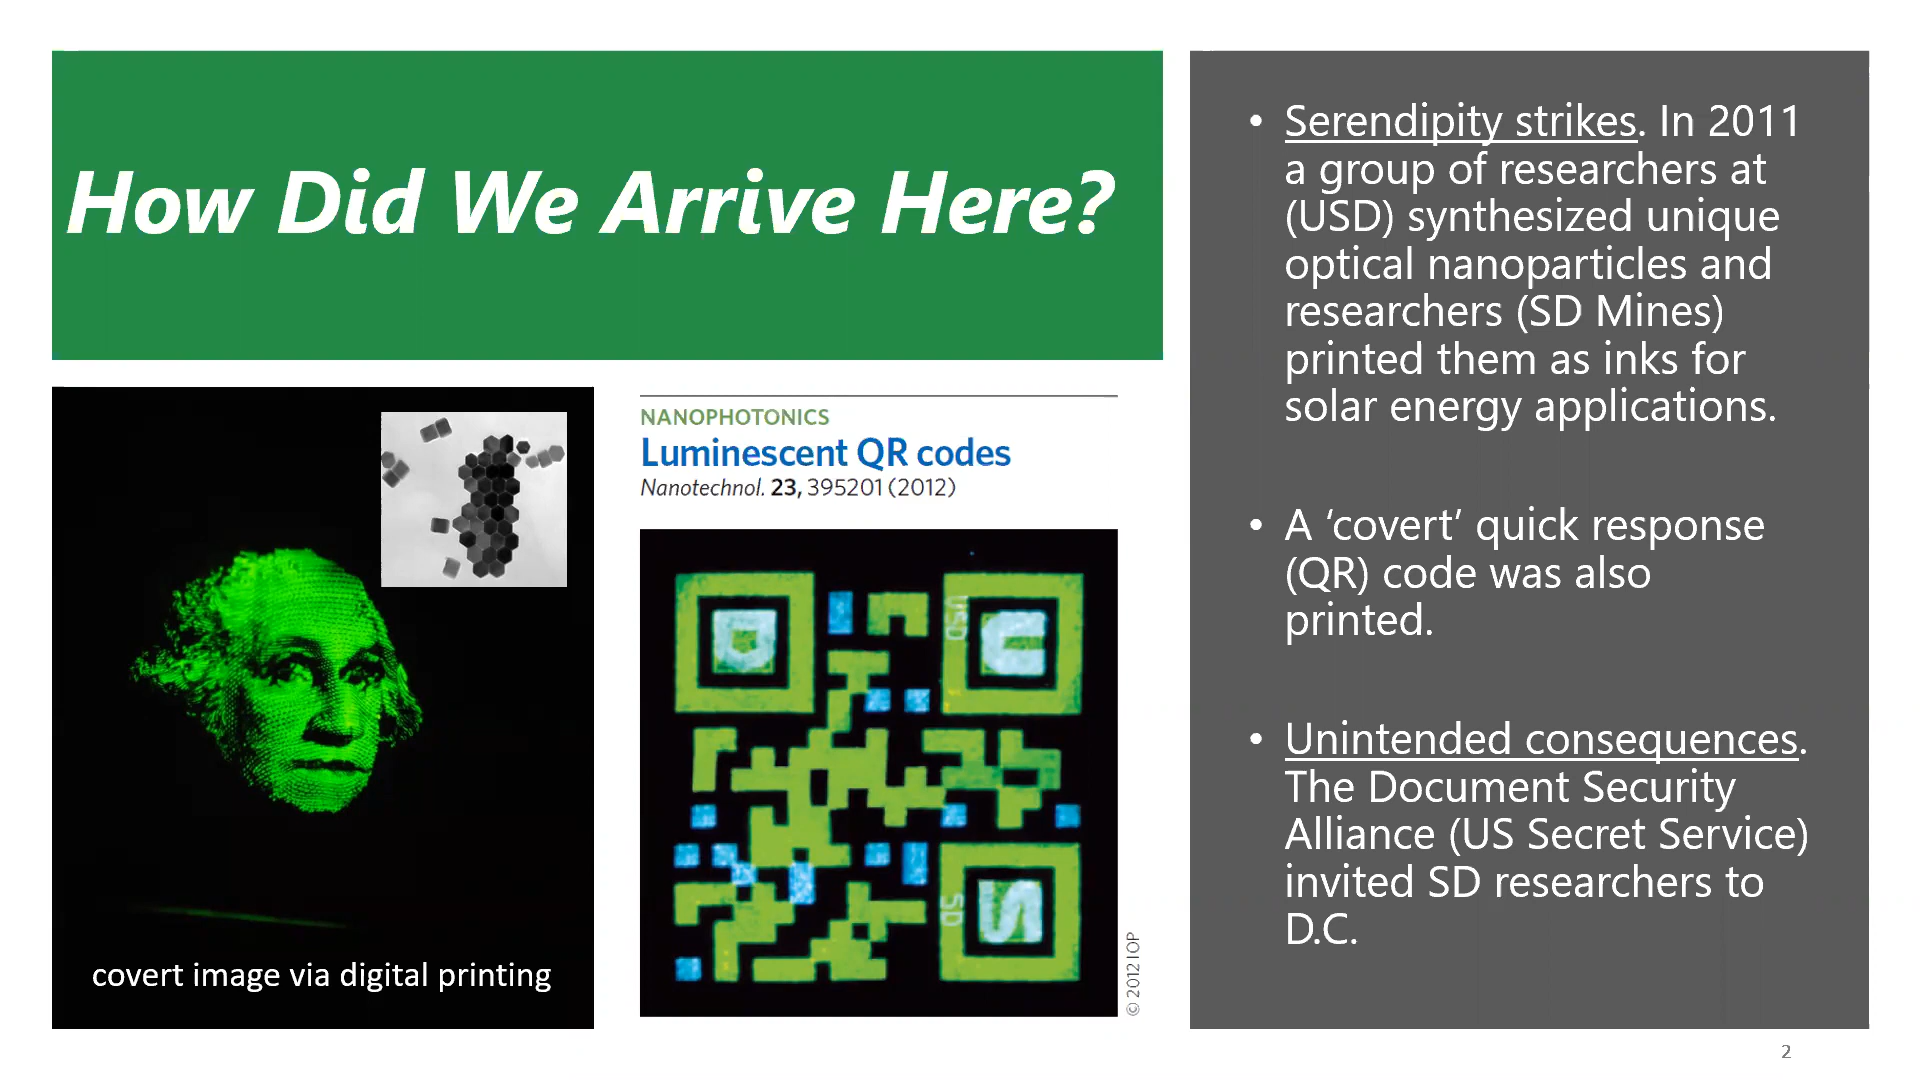 How Did We Arrive Here?
covert image via digital printing
NANOPHOTONICS
Luminescent QR codes
Nanotechnol. 23, 395201 (2012)
D
U
USD
S
SD
© 2012 IOP
• Serendipity strikes. In 2011
a group of researchers at
(USD) synthesized unique
optical nanoparticles and
researchers (SD Mines)
printed them as inks for
solar energy applications.
• A ‘covert’ quick response
(QR) code was also
printed.
• Unintended consequences.
The Document Security
Alliance (US Secret Service)
invited SD researchers to
D.C.
2